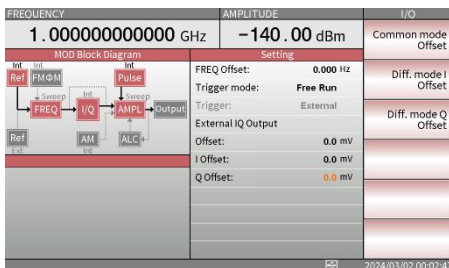 FREQUENCY
AMPLITUDE
I/Q
1.000000000000 GHz
-140.00 dBm
Common mode
Offset
MOD Block Diagram
Setting
Int
Int
Int
Ref
FMΦM
Pulse
Sweep
Int
Sweep
FREQ
I/Q
AMPL
Output
Ref
AM
ALC
Ext
Int
FREQ Offset: 0.000 Hz
Trigger mode: Free Run
Trigger: External
External IQ Output
Offset: 0.0 mV
I Offset: 0.0 mV
Q Offset: 0.0 mV
Diff. mode I
Offset
Diff. mode Q
Offset
2024/03/02 00:02:4